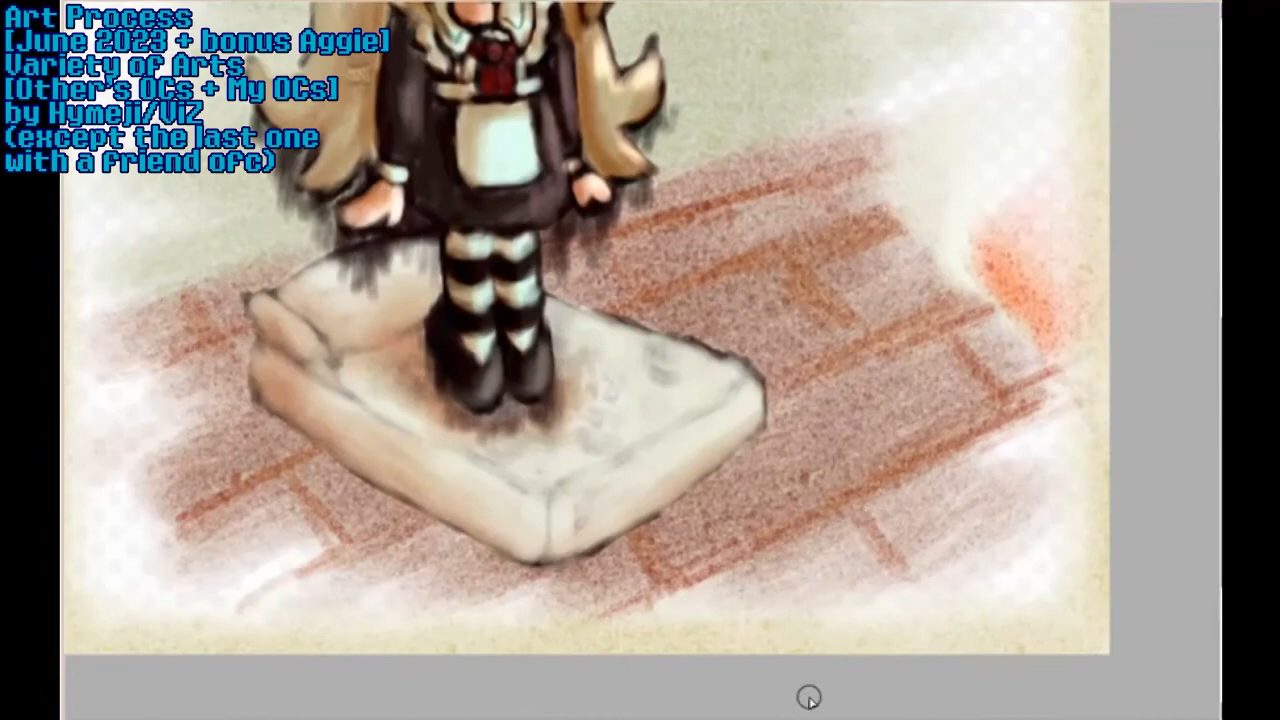 Art Process
[June 2023 + bonus Aggie]
Variety of Arts
[Other's OCs + My OCs]
by Hymeji/ViZ
(except the last one
with a friend ofc)